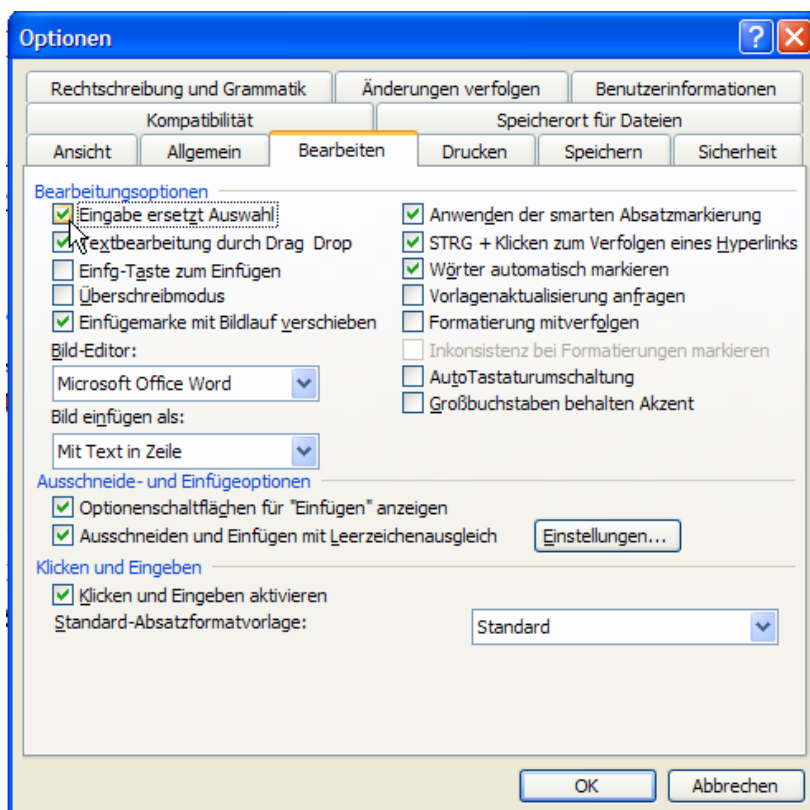 Optionen
Rechtschreibung und Grammatik Änderungen verfolgen Benutzerinformationen
Kompatibilität Speicherort für Dateien
Ansicht Allgemein Bearbeiten Drucken Speichern Sicherheit
Bearbeitungsoptionen
Eingabe ersetzt Auswahl
Textbearbeitung durch Drag Drop
Einfg-Taste zum Einfügen
Überschreibmodus
Einfügemarke mit Bildlauf verschieben
Bild-Editor:
Microsoft Office Word
Bild einfügen als:
Mit Text in Zeile
Anwenden der smarten Absatzmarkierung
STRG + Klicken zum Verfolgen eines Hyperlinks
Wörter automatisch markieren
Vorlagenaktualisierung anfragen
Formatierung mitverfolgen
Inkonsistenz bei Formatierungen markieren
AutoTastaturumschaltung
Großbuchstaben behalten Akzent
Ausschneide- und Einfügeoptionen
Optionenschaltflächen für "Einfügen" anzeigen
Ausschneiden und Einfügen mit Leerzeichenausgleich Einstellungen...
Klicken und Eingeben
Klicken und Eingeben aktivieren
Standard-Absatzformatvorlage: Standard
OK Abbrechen